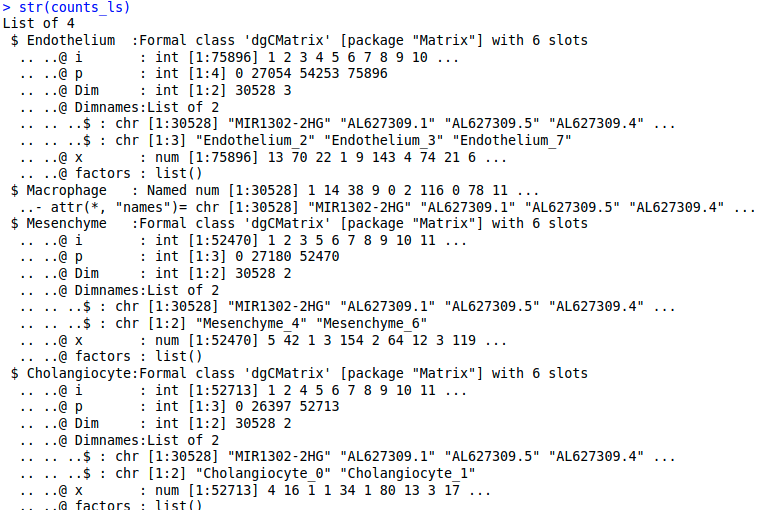 > str(counts_ls)
List of 4
 $ Endothelium  :Formal class 'dgCMatrix' [package "Matrix"] with 6 slots
  .. ..@ i       : int [1:75896] 1 2 3 4 5 6 7 8 9 10 ...
  .. ..@ p       : int [1:4] 0 27054 54253 75896
  .. ..@ Dim     : int [1:2] 30528 3
  .. ..@ Dimnames:List of 2
  .. .. ..$ : chr [1:30528] "MIR1302-2HG" "AL627309.1" "AL627309.5" "AL627309.4" ...
  .. .. ..$ : chr [1:3] "Endothelium_2" "Endothelium_3" "Endothelium_7"
  .. ..@ x       : num [1:75896] 13 70 22 1 9 143 4 74 21 6 ...
  .. ..@ factors : list()
 $ Macrophage   : Named num [1:30528] 1 14 38 9 0 2 116 0 78 11 ...
  ..- attr(*, "names")= chr [1:30528] "MIR1302-2HG" "AL627309.1" "AL627309.5" "AL627309.4" ...
 $ Mesenchyme   :Formal class 'dgCMatrix' [package "Matrix"] with 6 slots
  .. ..@ i       : int [1:52470] 1 2 3 5 6 7 8 9 10 11 ...
  .. ..@ p       : int [1:3] 0 27180 52470
  .. ..@ Dim     : int [1:2] 30528 2
  .. ..@ Dimnames:List of 2
  .. .. ..$ : chr [1:30528] "MIR1302-2HG" "AL627309.1" "AL627309.5" "AL627309.4" ...
  .. .. ..$ : chr [1:2] "Mesenchyme_4" "Mesenchyme_6"
  .. ..@ x       : num [1:52470] 5 42 1 3 154 2 64 12 3 119 ...
  .. ..@ factors : list()
 $ Cholangiocyte:Formal class 'dgCMatrix' [package "Matrix"] with 6 slots
  .. ..@ i       : int [1:52713] 1 2 4 5 6 7 8 9 10 11 ...
  .. ..@ p       : int [1:3] 0 26397 52713
  .. ..@ Dim     : int [1:2] 30528 2
  .. ..@ Dimnames:List of 2
  .. .. ..$ : chr [1:30528] "MIR1302-2HG" "AL627309.1" "AL627309.5" "AL627309.4" ...
  .. .. ..$ : chr [1:2] "Cholangiocyte_0" "Cholangiocyte_1"
  .. ..@ x       : num [1:52713] 4 16 1 1 34 1 80 13 3 17 ...
  .. ..@ factors : list()